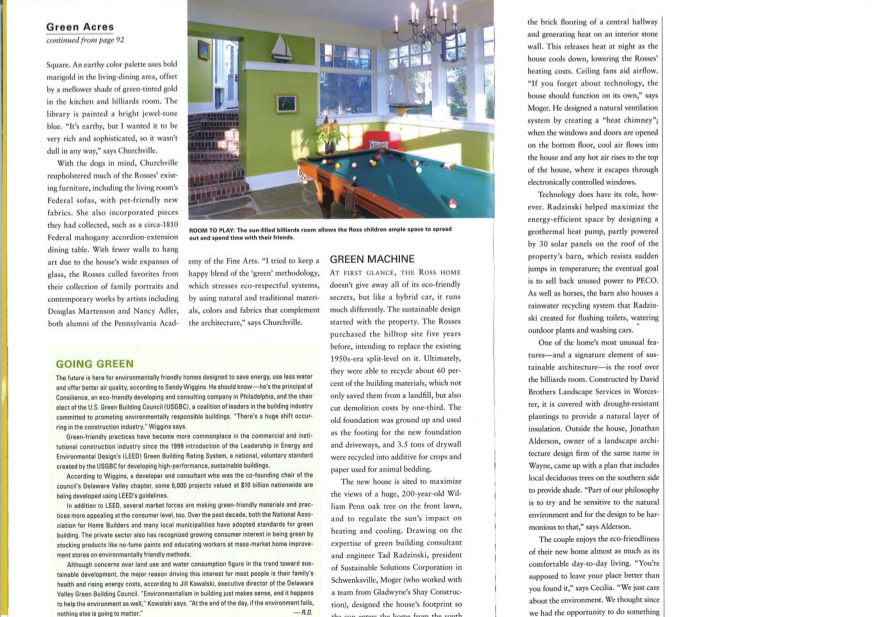 Green Acres
continued from page 92
Square. An earthy color palette uses bold
marigold in the living-dining area, offset
by a mellower shade of green-tinted gold
in the kitchen and billiards room. The
library is painted a bright jewel-tone
blue. "It's earthy, but I wanted it to be
very rich and sophisticated, so it wasn't
dull in any way," says Churchville.
With the dogs in mind, Churchville
reupholstered much of the Rosses' exist-
ing furniture, including the living room's
Federal sofas, with pet-friendly new
fabrics. She also incorporated pieces
they had collected, such as a circa-1810
Federal mahogany accordion-extension
dining table. With fewer walls to hang
art due to the house's wide expanses of
glass, the Rosses culled favorites from
their collection of family portraits and
contemporary works by artists including
Douglas Martenson and Nancy Adler,
both alumni of the Pennsylvania Acad-
ROOM TO PLAY: The sun-filled billiards room allows the Ross children ample space to spread
out and spend time with their friends.
emy of the Fine Arts. "I tried to keep a
happy blend of the 'green' methodology,
which stresses eco-respectful systems,
by using natural and traditional materi-
als, colors and fabrics that complement
the architecture," says Churchville.
GOING GREEN
The future is here for environmentally friendly homes designed to save energy, use less water
and offer better air quality, according to Sandy Wiggins. He should know—he's the principal of
Consilience, an eco-friendly developing and consulting company in Philadelphia, and the chair
elect of the U.S. Green Building Council (USGBC), a coalition of leaders in the building industry
committed to promoting environmentally responsible buildings. "There's a huge shift occur-
ring in the construction industry," Wiggins says.
Green-friendly practices have become more commonplace in the commercial and insti-
tutional construction industry since the 1999 introduction of the Leadership in Energy and
Environmental Design's (LEED) Green Building Rating System, a national, voluntary standard
created by the USGBC for developing high-performance, sustainable buildings.
According to Wiggins, a developer and consultant who was the co-founding chair of the
council's Delaware Valley chapter, some 6,000 projects valued at $10 billion nationwide are
being developed using LEED's guidelines.
In addition to LEED, several market forces are making green-friendly materials and prac-
tices more appealing at the consumer level, too. Over the past decade, both the National Asso-
ciation for Home Builders and many local municipalities have adopted standards for green
building. The private sector also has recognized growing consumer interest in being green by
stocking products like no-fume paints and educating workers at mass-market home improve-
ment stores on environmentally friendly methods.
Although concerns over land use and water consumption figure in the trend toward sus-
tainable development, the major reason driving this interest for most people is their family's
health and rising energy costs, according to Jill Kowalski, executive director of the Delaware
Valley Green Building Council. "Environmentalism in building just makes sense, and it happens
to help the environment as well," Kowalski says. "At the end of the day, if the environment fails,
nothing else is going to matter." —R.D.
GREEN MACHINE
AT FIRST GLANCE, THE ROSS HOME
doesn't give away all of its eco-friendly
secrets, but like a hybrid car, it runs
much differently. The sustainable design
started with the property. The Rosses
purchased the hilltop site five years
before, intending to replace the existing
1950s-era split-level on it. Ultimately,
they were able to recycle about 60 per-
cent of the building materials, which not
only saved them from a landfill, but also
cut demolition costs by one-third. The
old foundation was ground up and used
as the footing for the new foundation
and driveways, and 3.5 tons of drywall
were recycled into additive for crops and
paper used for animal bedding.
The new house is sited to maximize
the views of a huge, 200-year-old Wil-
liam Penn oak tree on the front lawn,
and to regulate the sun's impact on
heating and cooling. Drawing on the
expertise of green building consultant
and engineer Tad Radzinski, president
of Sustainable Solutions Corporation in
Schwenksville, Moger (who worked with
a team from Gladwyne's Shay Construc-
tion), designed the house's footprint so
the sun enters the home from the south
the brick flooring of a central hallway
and generating heat on an interior stone
wall. This releases heat at night as the
house cools down, lowering the Rosses'
heating costs. Ceiling fans aid airflow.
"If you forget about technology, the
house should function on its own," says
Moger. He designed a natural ventilation
system by creating a "heat chimney";
when the windows and doors are opened
on the bottom floor, cool air flows into
the house and any hot air rises to the top
of the house, where it escapes through
electronically controlled windows.
Technology does have its role, how-
ever. Radzinski helped maximize the
energy-efficient space by designing a
geothermal heat pump, partly powered
by 30 solar panels on the roof of the
property's barn, which resists sudden
jumps in temperature; the eventual goal
is to sell back unused power to PECO.
As well as horses, the barn also houses a
rainwater recycling system that Radzin-
ski created for flushing toilets, watering
outdoor plants and washing cars.
One of the home's most unusual fea-
tures—and a signature element of sus-
tainable architecture—is the roof over
the billiards room. Constructed by David
Brothers Landscape Services in Worces-
ter, it is covered with drought-resistant
plantings to provide a natural layer of
insulation. Outside the house, Jonathan
Alderson, owner of a landscape archi-
tecture design firm of the same name in
Wayne, came up with a plan that includes
local deciduous trees on the southern side
to provide shade. "Part of our philosophy
is to try and be sensitive to the natural
environment and for the design to be har-
monious to that," says Alderson.
The couple enjoys the eco-friendliness
of their new home almost as much as its
comfortable day-to-day living. "You're
supposed to leave your place better than
you found it," says Cecilia. "We just care
about the environment. We thought since
we had the opportunity to do something